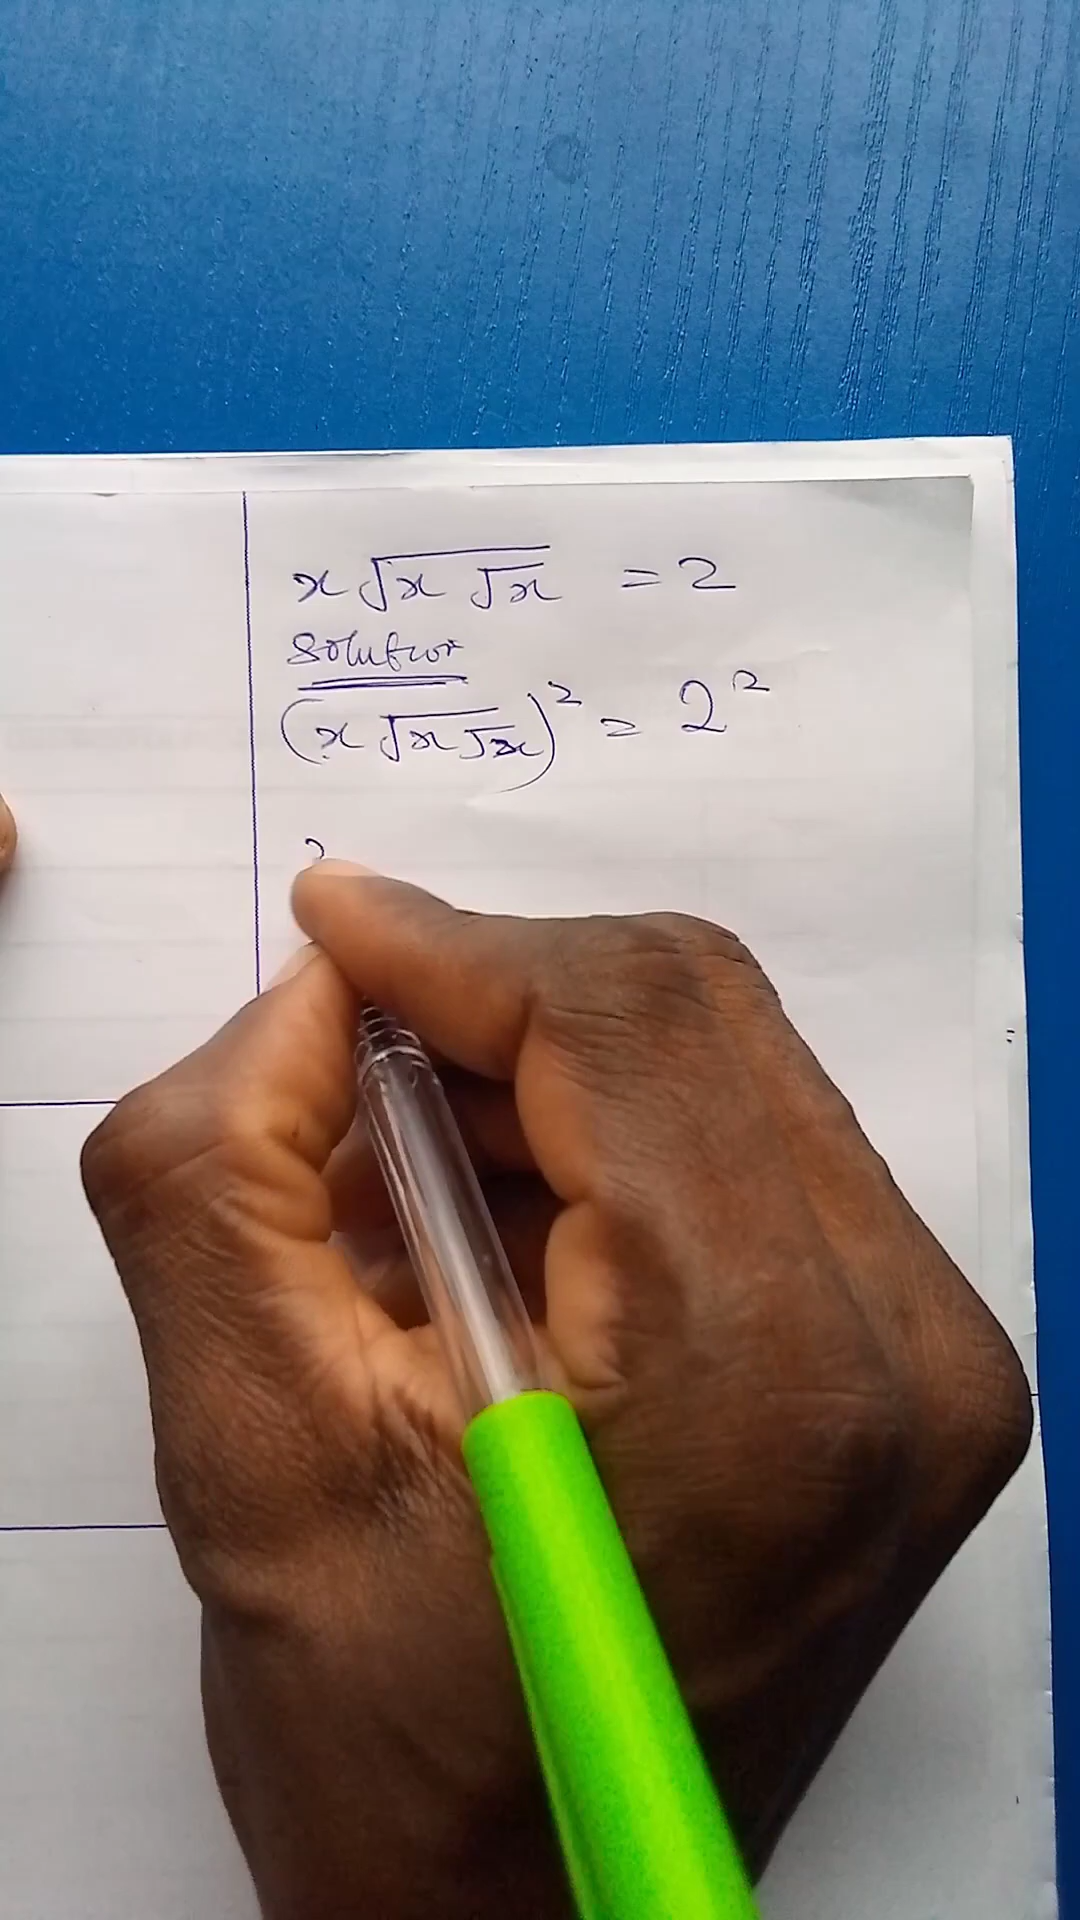 x√(x√x) = 2
Solution
(x√(x√x))² = 2²